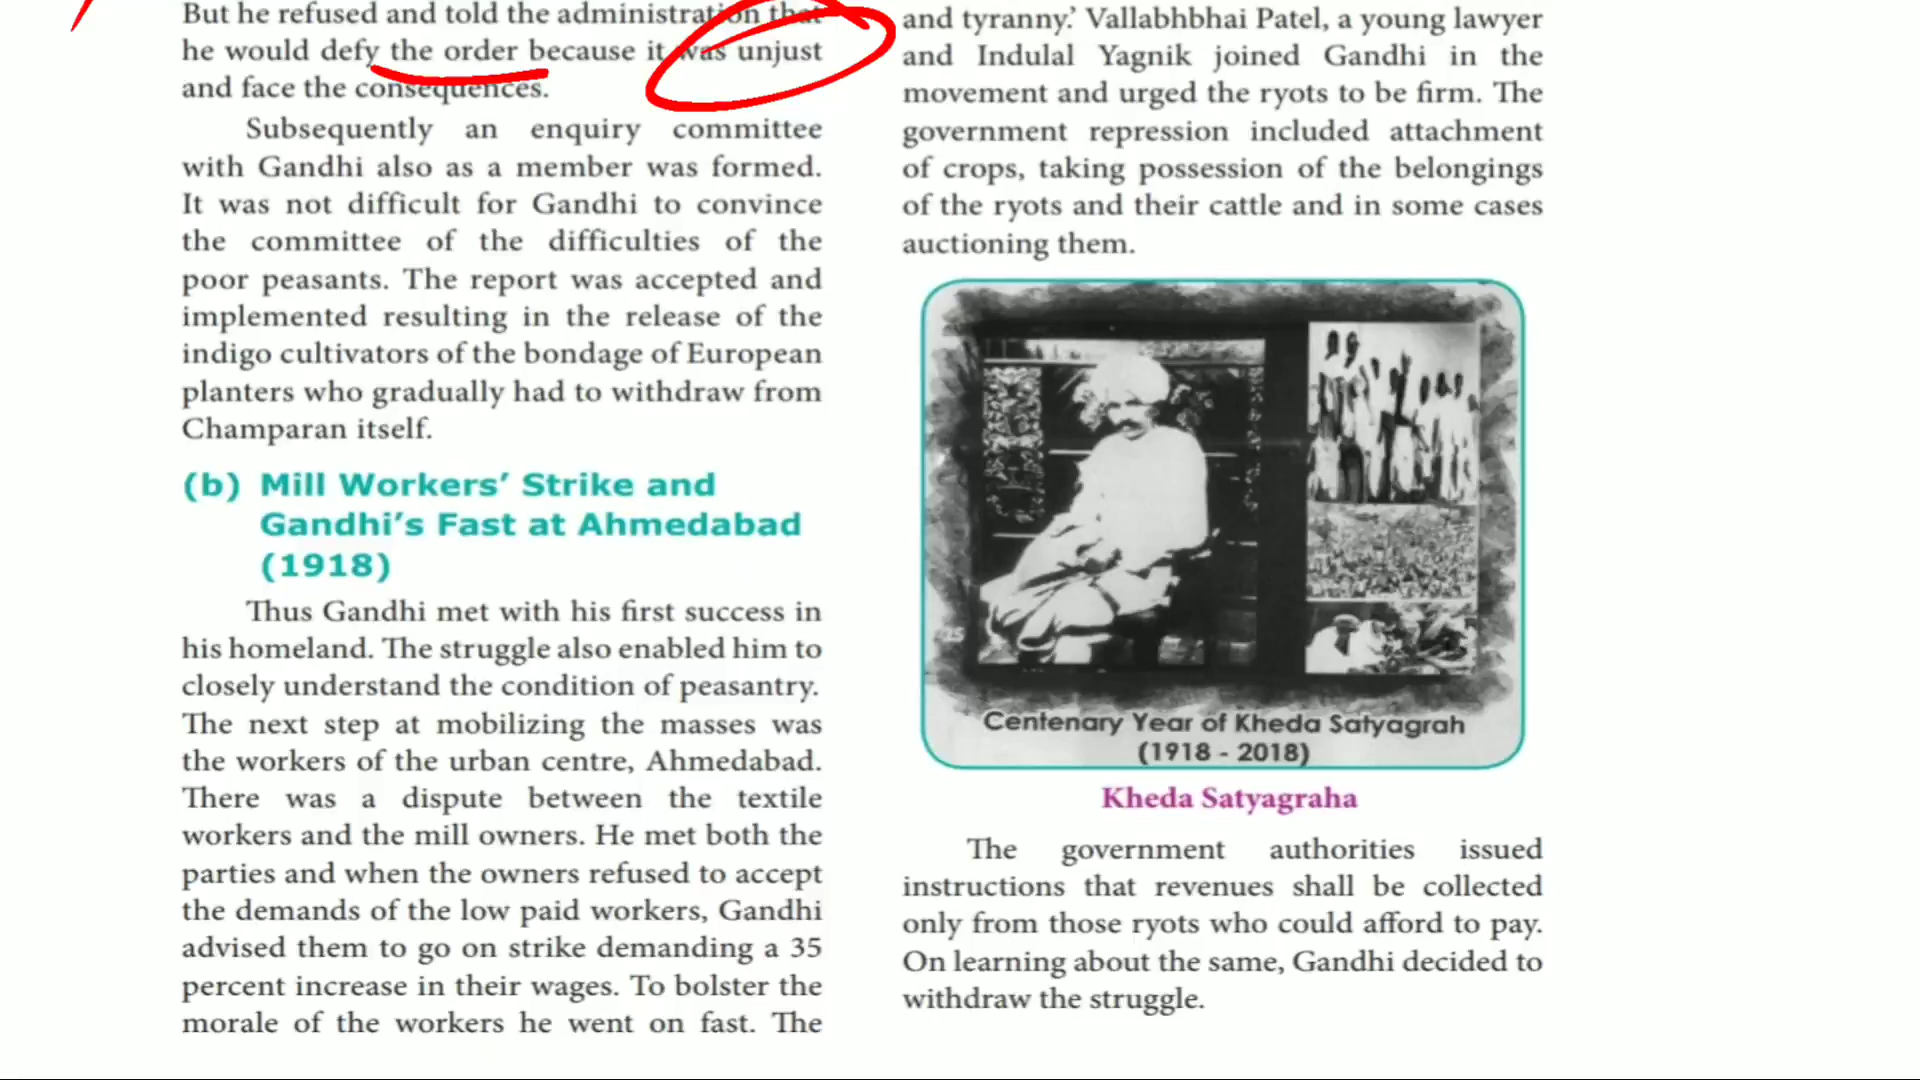 But he refused and told the administration that
he would defy the order because it was unjust
and face the consequences.
Subsequently an enquiry committee
with Gandhi also as a member was formed.
It was not difficult for Gandhi to convince
the committee of the difficulties of the
poor peasants. The report was accepted and
implemented resulting in the release of the
indigo cultivators of the bondage of European
planters who gradually had to withdraw from
Champaran itself.
(b) Mill Workers’ Strike and
Gandhi’s Fast at Ahmedabad
(1918)
Thus Gandhi met with his first success in
his homeland. The struggle also enabled him to
closely understand the condition of peasantry.
The next step at mobilizing the masses was
the workers of the urban centre, Ahmedabad.
There was a dispute between the textile
workers and the mill owners. He met both the
parties and when the owners refused to accept
the demands of the low paid workers, Gandhi
advised them to go on strike demanding a 35
percent increase in their wages. To bolster the
morale of the workers he went on fast. The
and tyranny.’ Vallabhbhai Patel, a young lawyer
and Indulal Yagnik joined Gandhi in the
movement and urged the ryots to be firm. The
government repression included attachment
of crops, taking possession of the belongings
of the ryots and their cattle and in some cases
auctioning them.
Centenary Year of Kheda Satyagrah
(1918 - 2018)
Kheda Satyagraha
The government authorities issued
instructions that revenues shall be collected
only from those ryots who could afford to pay.
On learning about the same, Gandhi decided to
withdraw the struggle.